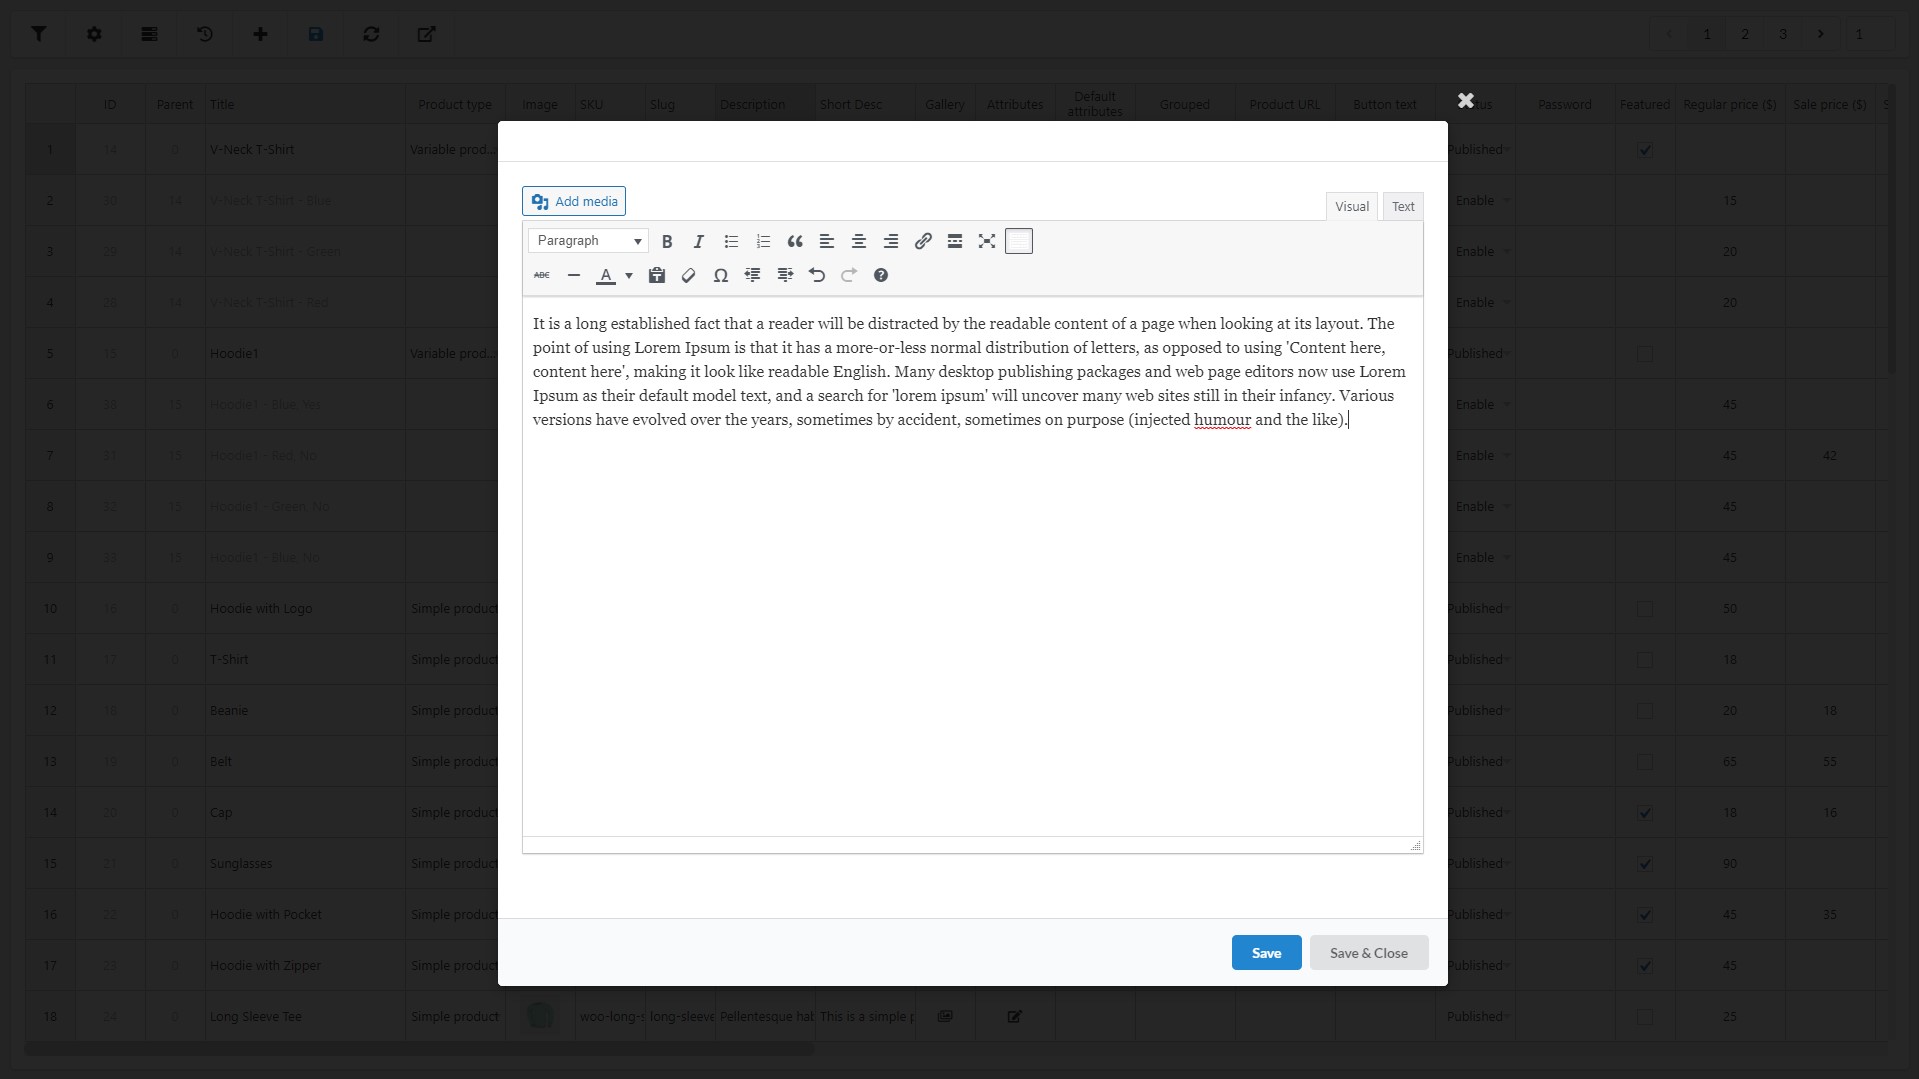 1 2 3 1
ID Parent Title Product type Image SKU Slug Description Short Desc Gallery Attributes Default attributes Grouped Product URL Button text Password Featured Regular price ($) Sale price ($)
1 14 0 V-Neck T-Shirt Variable prod... Published
2 30 14 V-Neck T-Shirt - Blue Enable 15
3 29 14 V-Neck T-Shirt - Green Enable 20
4 28 14 V-Neck T-Shirt - Red Enable 20
5 15 0 Hoodie1 Variable prod... Published
6 35 15 Hoodie1 - Blue, Yes Enable 45
7 31 15 Hoodie1 - Red, No Enable 45 42
8 32 15 Hoodie1 - Green, No Enable 45
9 33 15 Hoodie1 - Blue, No Enable 45
10 16 0 Hoodie with Logo Simple product Published 50
11 17 0 T-Shirt Simple product Published 18
12 18 0 Beanie Simple product Published 20 18
13 19 0 Belt Simple product Published 65 55
14 20 0 Cap Simple product Published 18 16
15 21 0 Sunglasses Simple product Published 90
16 22 0 Hoodie with Pocket Simple product Published 45 35
17 23 0 Hoodie with Zipper Simple product Published 45
18 24 0 Long Sleeve Tee Simple product woo-long-s long-sleeve Pellentesque hab This is a simple p Published 25
Add media
Visual Text
Paragraph B I
ABC A Ω
It is a long established fact that a reader will be distracted by the readable content of a page when looking at its layout. The
point of using Lorem Ipsum is that it has a more-or-less normal distribution of letters, as opposed to using 'Content here,
content here', making it look like readable English. Many desktop publishing packages and web page editors now use Lorem
Ipsum as their default model text, and a search for 'lorem ipsum' will uncover many web sites still in their infancy. Various
versions have evolved over the years, sometimes by accident, sometimes on purpose (injected humour and the like).
Save Save & Close